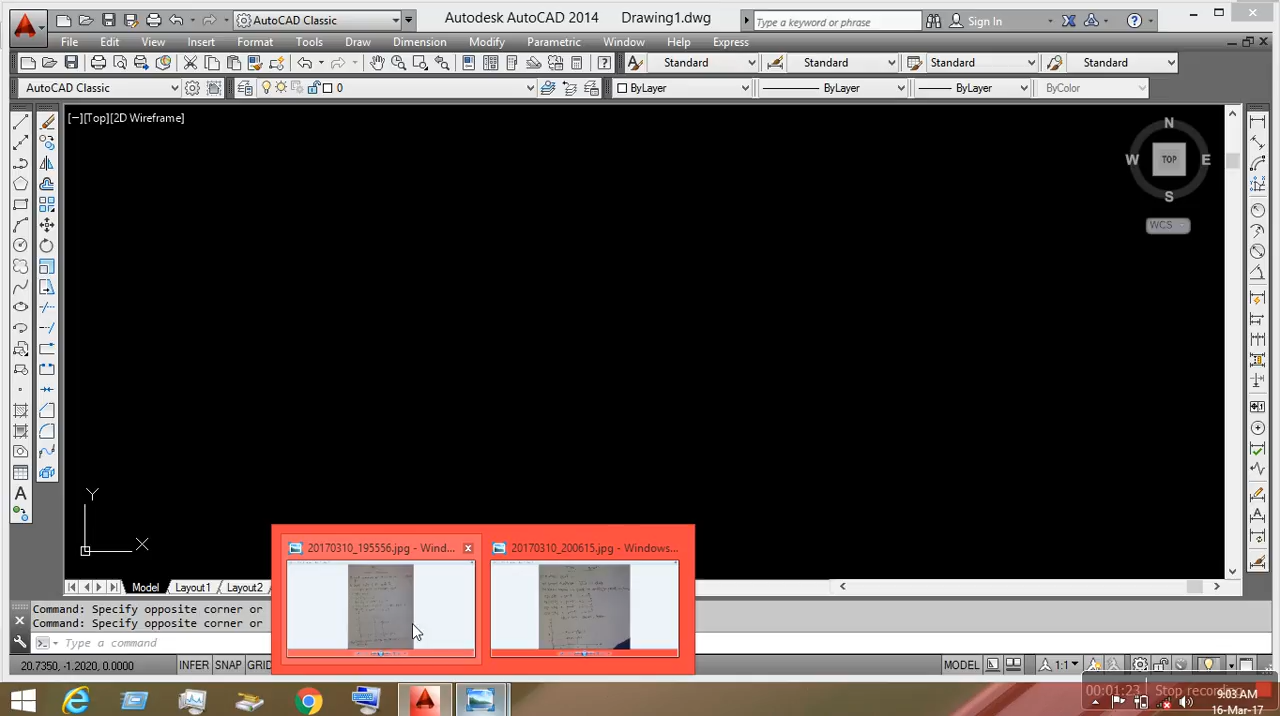 AutoCAD Classic
Autodesk AutoCAD 2014 Drawing1.dwg
Type a keyword or phrase
Sign In
File Edit View Insert Format Tools Draw Dimension Modify Parametric Window Help Express
Standard Standard Standard Standard
AutoCAD Classic
0
ByLayer ByLayer ByLayer ByColor
[−][Top][2D Wireframe]
N
W TOP E
S
WCS
Y
X
20170310_195556.jpg - Wind...
20170310_200615.jpg - Windows...
Model Layout1 Layout2
Command: Specify opposite corner or
Command: Specify opposite corner or
Type a command
20.7350, -1.2020, 0.0000
INFER SNAP GRID
MODEL
1:1
A
00:01:23
Stop recording
9:03 AM
16-Mar-17